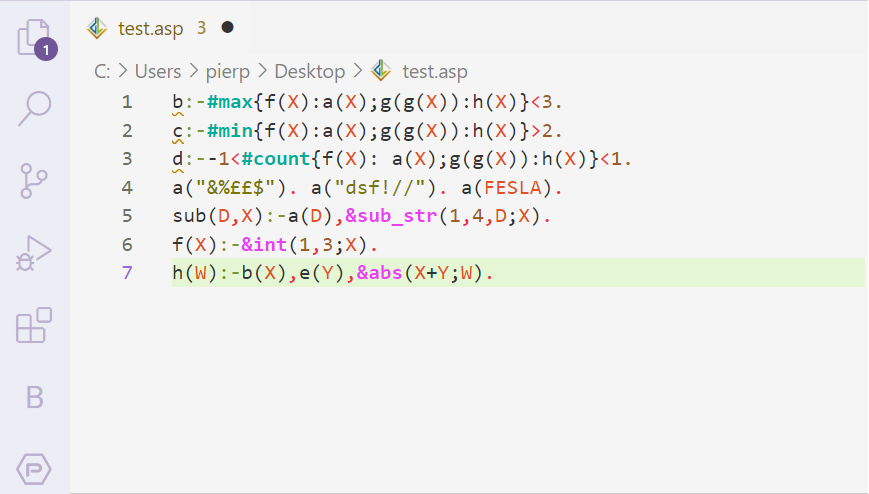 test.asp 3
C: > Users > pierp > Desktop > test.asp
1
1 b:-#max{f(X):a(X);g(g(X)):h(X)}<3.
2 c:-#min{f(X):a(X);g(g(X)):h(X)}>2.
3 d:--1<#count{f(X): a(X);g(g(X)):h(X)}<1.
4 a("&%££$"). a("dsf!//"). a(FESLA).
5 sub(D,X):-a(D),&sub_str(1,4,D;X).
6 f(X):-&int(1,3;X).
7 h(W):-b(X),e(Y),&abs(X+Y;W).
B
P